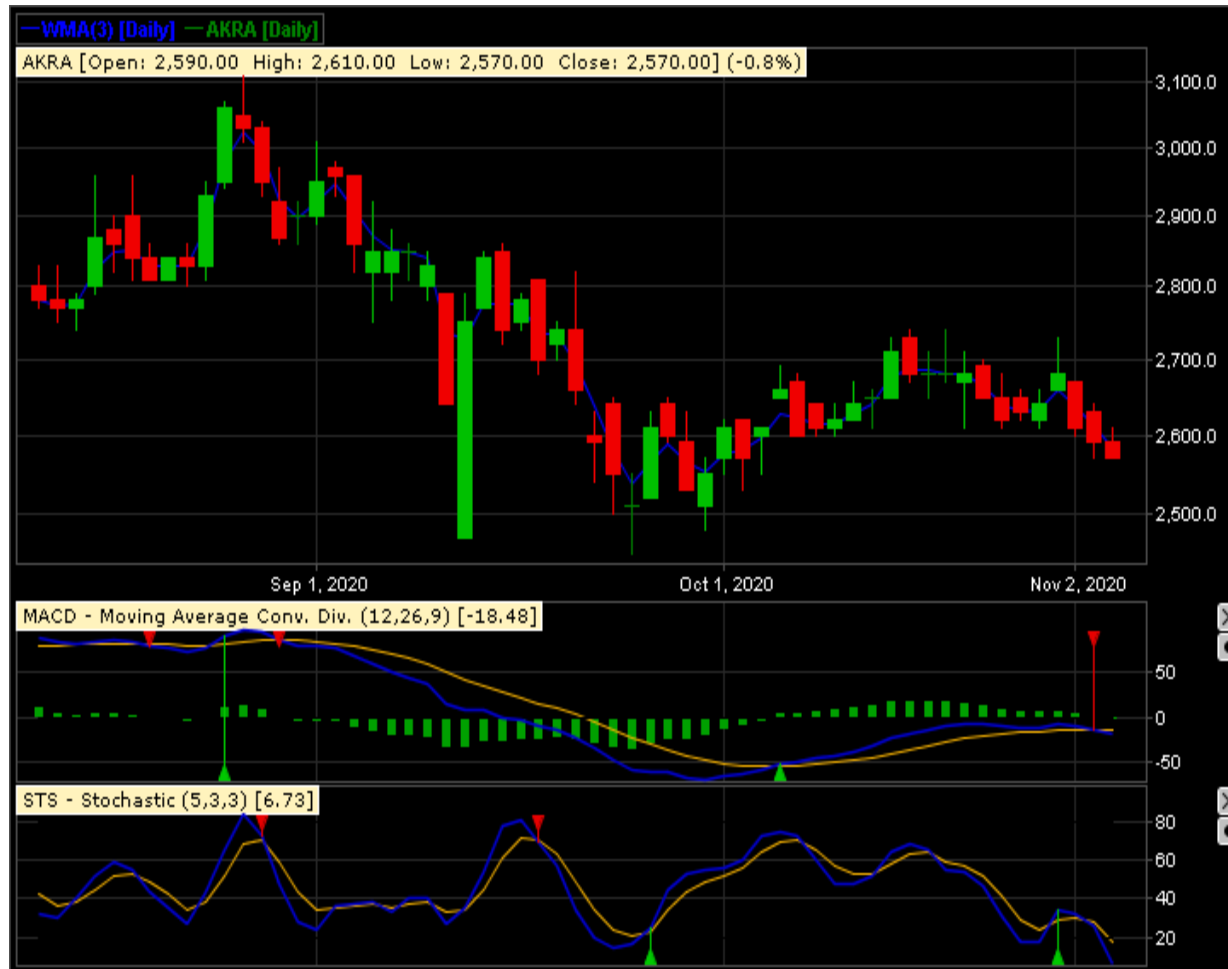 WMA(3) [Daily] AKRA [Daily]
AKRA [Open: 2,590.00 High: 2,610.00 Low: 2,570.00 Close: 2,570.00] (-0.8%)
3,100.0
3,000.0
2,900.0
2,800.0
2,700.0
2,600.0
2,500.0
Sep 1, 2020 Oct 1, 2020 Nov 2, 2020
MACD - Moving Average Conv. Div. (12,26,9) [-18.48]
50
0
-50
STS - Stochastic (5,3,3) [6.73]
80
60
40
20